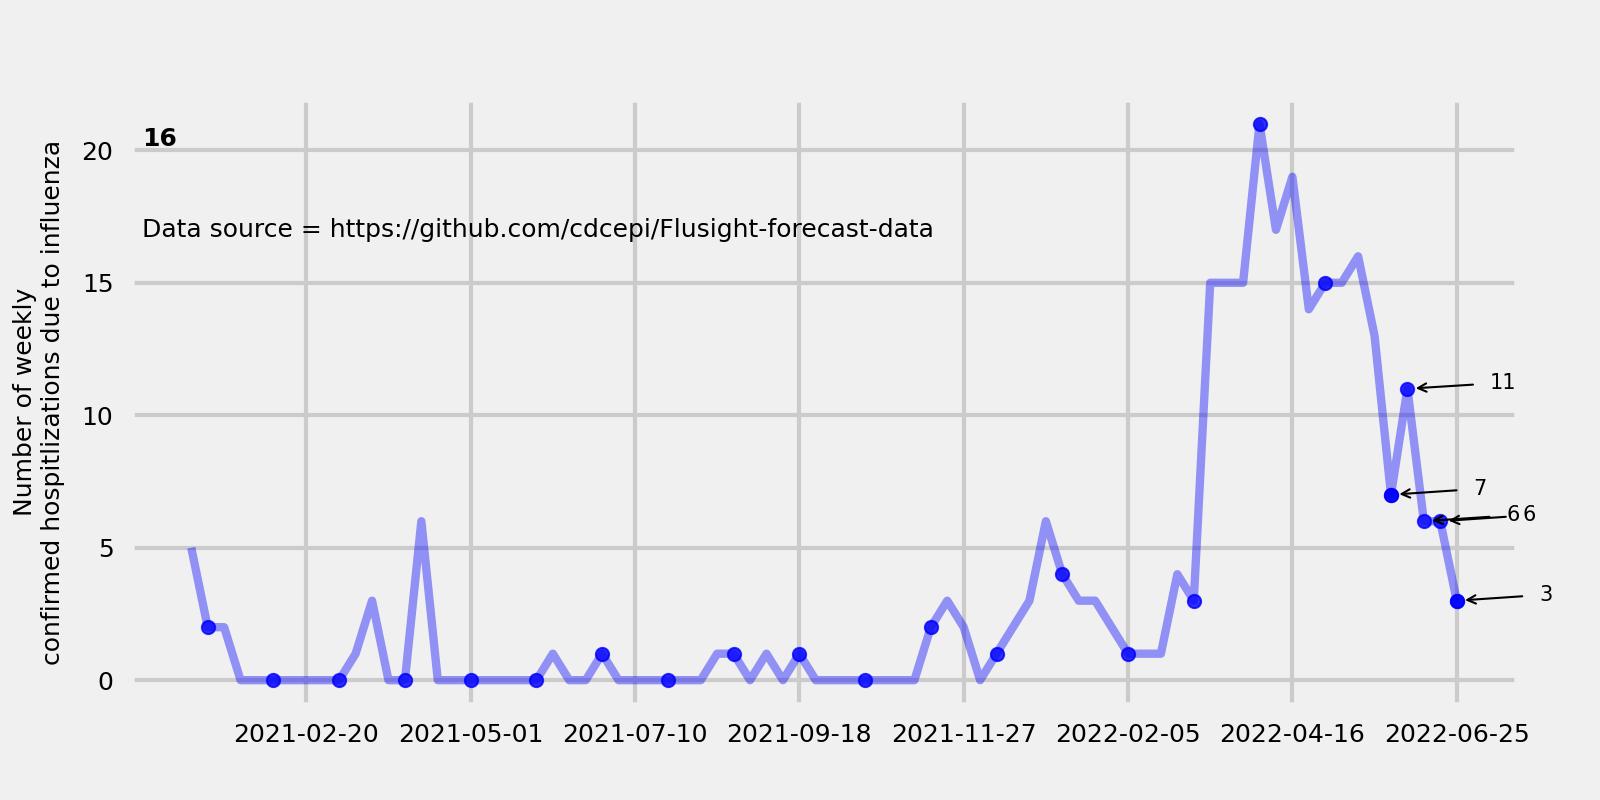 16
Data source = https://github.com/cdcepi/Flusight-forecast-data
Number of weekly
confirmed hospitlizations due to influenza
20
15
10
5
0
11
7
6
6
3
2021-02-20 2021-05-01 2021-07-10 2021-09-18 2021-11-27 2022-02-05 2022-04-16 2022-06-25